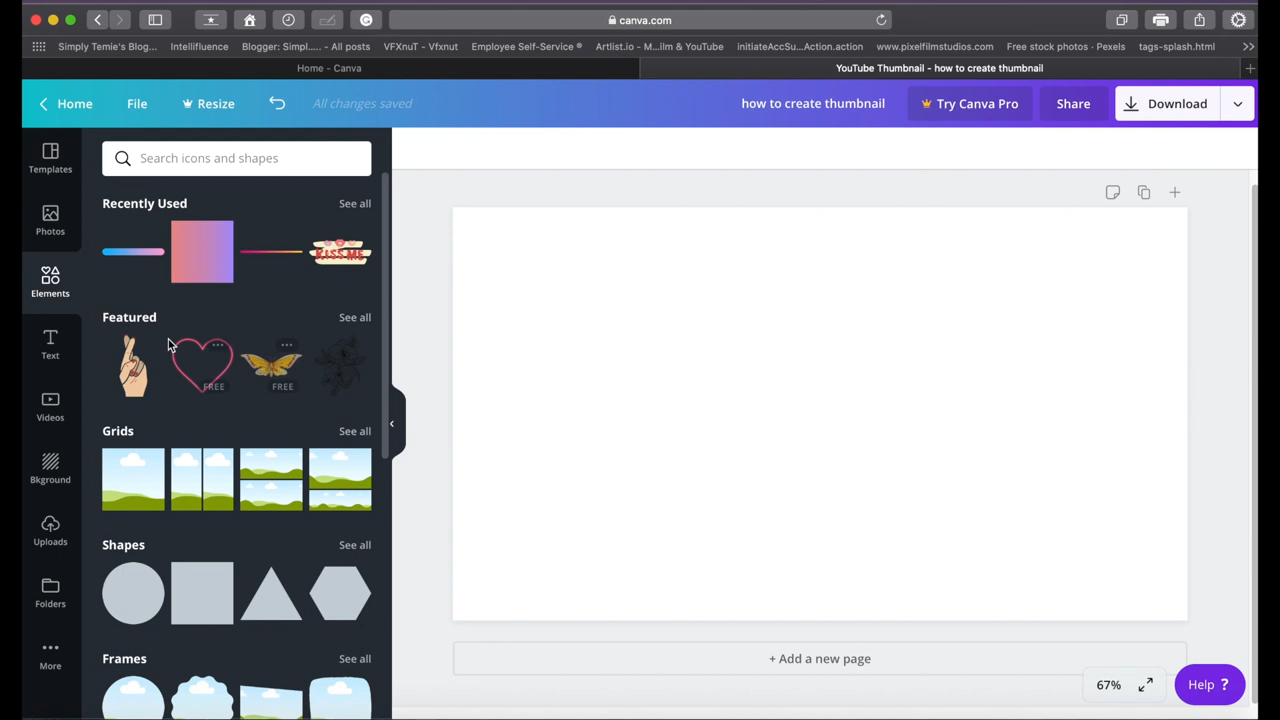 canva.com
Simply Temie's Blog... Intellifluence Blogger: Simpl..... - All posts VFXnuT - Vfxnut Employee Self-Service ® Artlist.io - M...ilm & YouTube initiateAccSu...Action.action www.pixelfilmstudios.com Free stock photos · Pexels tags-splash.html
Home - Canva YouTube Thumbnail - how to create thumbnail
Home File Resize All changes saved how to create thumbnail Try Canva Pro Share Download
Search icons and shapes
Templates
Recently Used See all
Photos
KISS ME
Elements
Featured See all
Text
FREE FREE
Videos
Grids See all
Bkground
Uploads
Shapes See all
Folders
Frames See all
+ Add a new page
More
67% Help ?